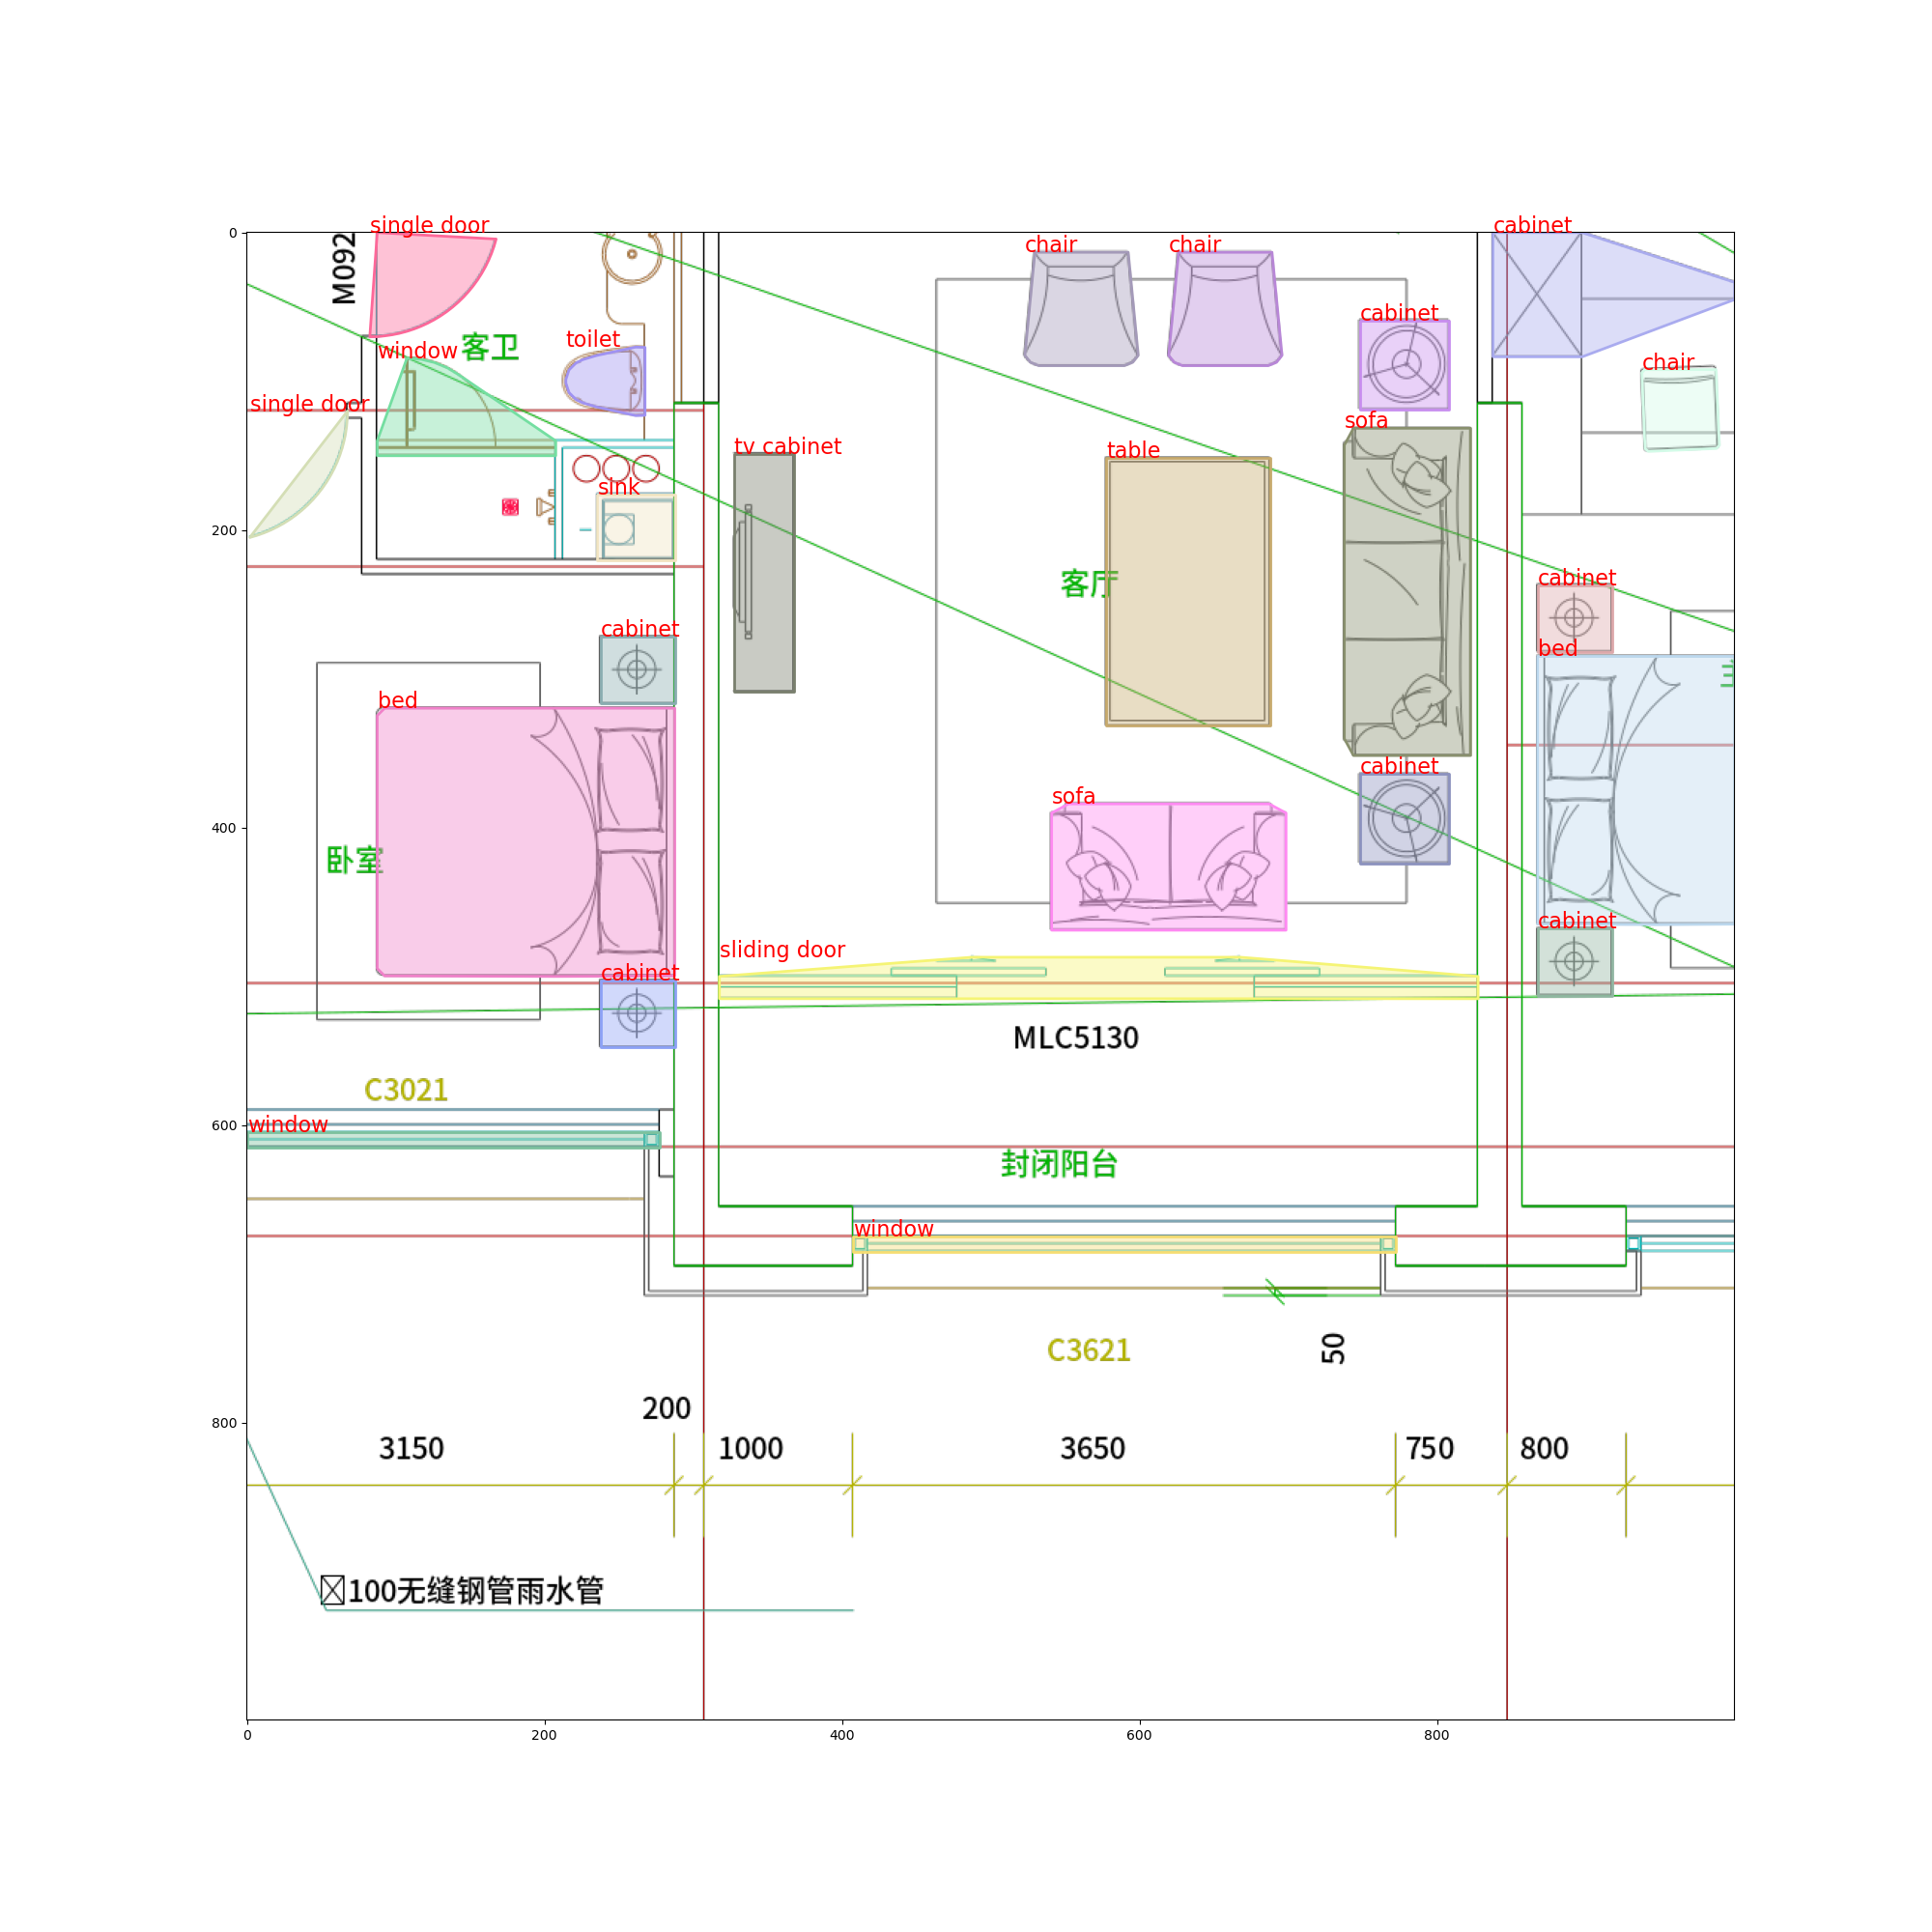 single door
cabinet
0
M092
chair
chair
cabinet
客卫
toilet
window
chair
single door
sofa
tv cabinet
table
sink
200
客厅
cabinet
cabinet
bed
bed
cabinet
sofa
400
卧室
cabinet
sliding door
cabinet
MLC5130
C3021
600
window
封闭阳台
window
C3621
50
200
800
3150
1000
3650
750
800
100无缝钢管雨水管
0
200
400
600
800